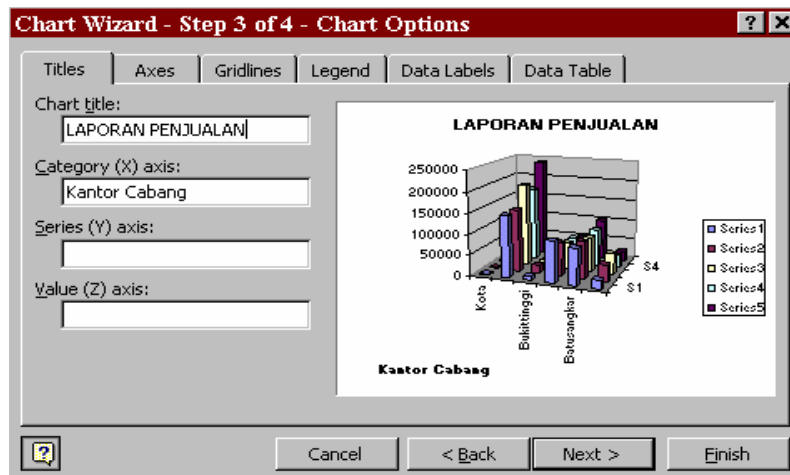 Chart Wizard - Step 3 of 4 - Chart Options
Titles Axes Gridlines Legend Data Labels Data Table
Chart title:
LAPORAN PENJUALAN
Category (X) axis:
Kantor Cabang
Series (Y) axis:
Value (Z) axis:
LAPORAN PENJUALAN
250000
200000
150000
100000
50000
0
Kota
Bukittinggi
Batusangkar
S1
S4
Kantor Cabang
Series1
Series2
Series3
Series4
Series5
Cancel < Back Next > Finish